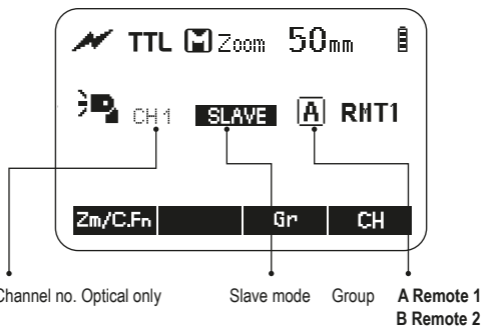 TTL M Zoom 50mm
CH 1 SLAVE A RMT1
Zm/C.Fn Gr CH
Channel no. Optical only Slave mode Group A Remote 1
B Remote 2